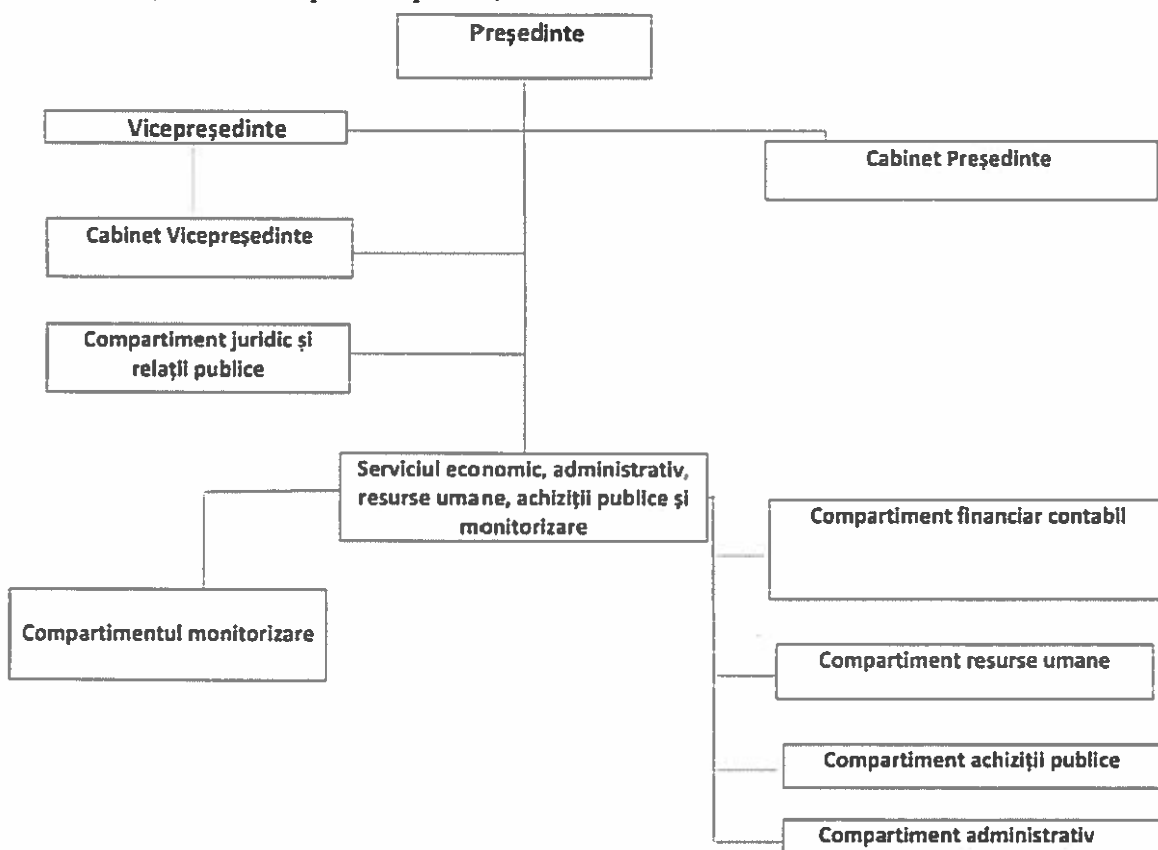 Președinte
Vicepreședinte
Cabinet Președinte
Cabinet Vicepreședinte
Compartiment juridic și
relații publice
Serviciul economic, administrativ,
resurse umane, achiziții publice și
monitorizare
Compartiment financiar contabil
Compartimentul monitorizare
Compartiment resurse umane
Compartiment achiziții publice
Compartiment administrativ